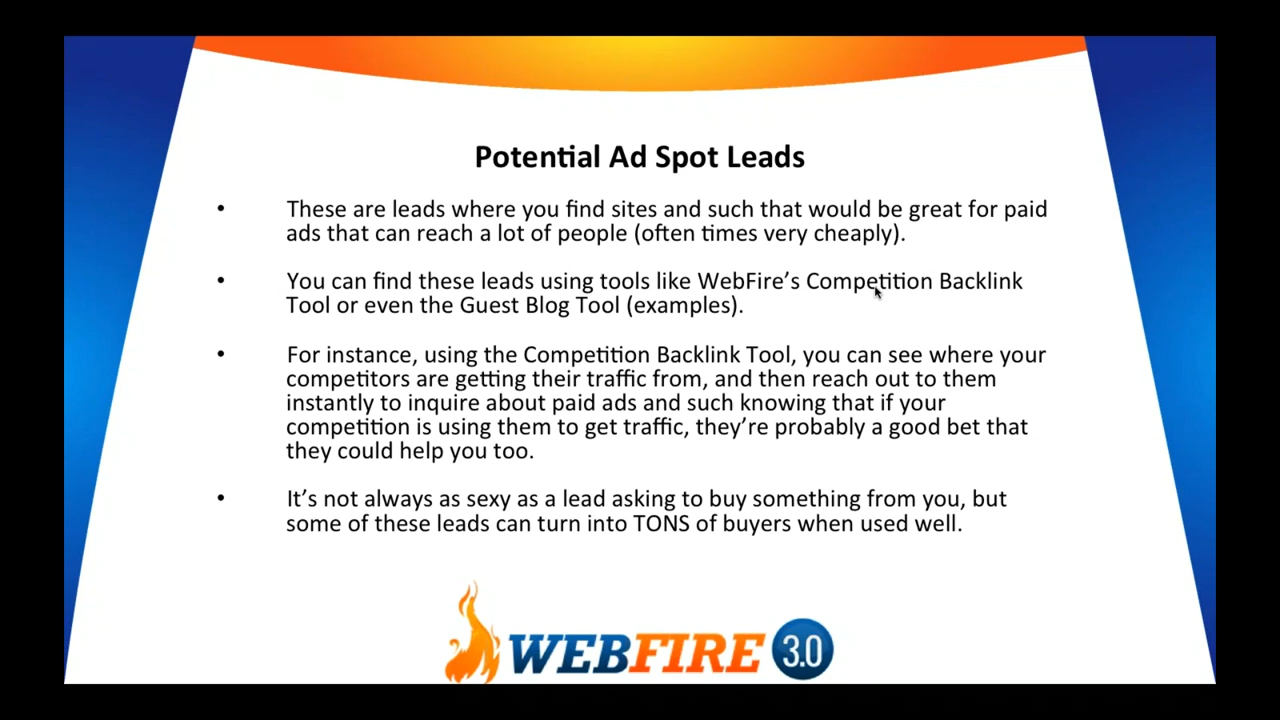 Potential Ad Spot Leads
• These are leads where you find sites and such that would be great for paid
ads that can reach a lot of people (often times very cheaply).
• You can find these leads using tools like WebFire’s Competition Backlink
Tool or even the Guest Blog Tool (examples).
• For instance, using the Competition Backlink Tool, you can see where your
competitors are getting their traffic from, and then reach out to them
instantly to inquire about paid ads and such knowing that if your
competition is using them to get traffic, they’re probably a good bet that
they could help you too.
• It’s not always as sexy as a lead asking to buy something from you, but
some of these leads can turn into TONS of buyers when used well.
WEBFIRE 3.0